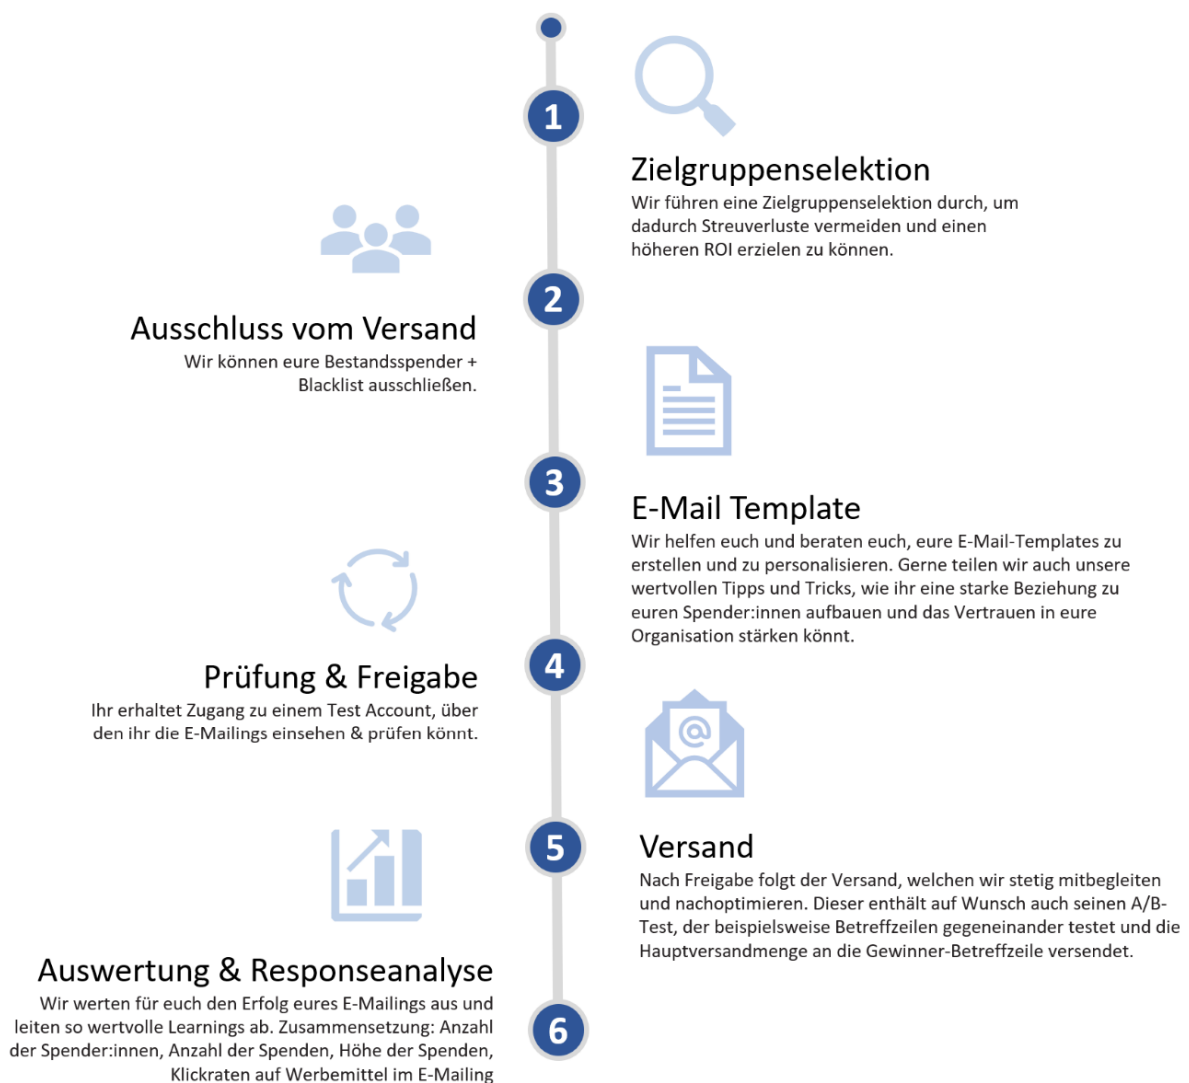 1
Zielgruppenselektion
Wir führen eine Zielgruppenselektion durch, um
dadurch Streuverluste vermeiden und einen
höheren ROI erzielen zu können.
2
Ausschluss vom Versand
Wir können eure Bestandsspender +
Blacklist ausschließen.
3
E-Mail Template
Wir helfen euch und beraten euch, eure E-Mail-Templates zu
erstellen und zu personalisieren. Gerne teilen wir auch unsere
wertvollen Tipps und Tricks, wie ihr eine starke Beziehung zu
euren Spender:innen aufbauen und das Vertrauen in eure
Organisation stärken könnt.
4
Prüfung & Freigabe
Ihr erhaltet Zugang zu einem Test Account, über
den ihr die E-Mailings einsehen & prüfen könnt.
@
5
Versand
Nach Freigabe folgt der Versand, welchen wir stetig mitbegleiten
und nachoptimieren. Dieser enthält auf Wunsch auch seinen A/B-
Test, der beispielsweise Betreffzeilen gegeneinander testet und die
Hauptversandmenge an die Gewinner-Betreffzeile versendet.
6
Auswertung & Responseanalyse
Wir werten für euch den Erfolg eures E-Mailings aus und
leiten so wertvolle Learnings ab. Zusammensetzung: Anzahl
der Spender:innen, Anzahl der Spenden, Höhe der Spenden,
Klickraten auf Werbemittel im E-Mailing